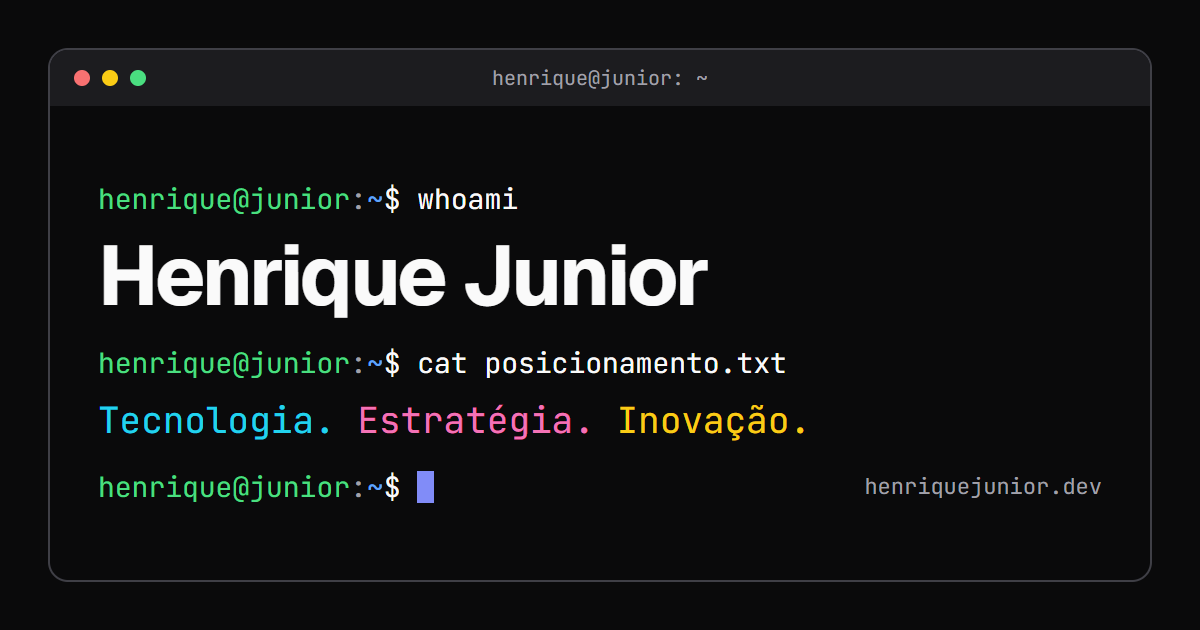 henrique@junior: ~
henrique@junior:~$ whoami
Henrique Junior
henrique@junior:~$ cat posicionamento.txt
Tecnologia. Estratégia. Inovação.
henrique@junior:~$
henriquejunior.dev